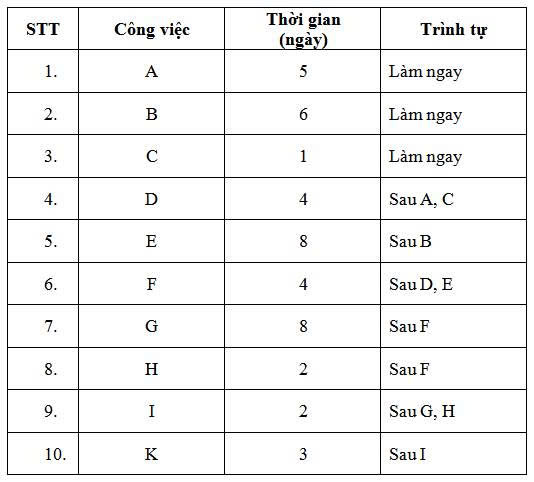 STT Công việc Thời gian (ngày) Trình tự
1. A 5 Làm ngay
2. B 6 Làm ngay
3. C 1 Làm ngay
4. D 4 Sau A, C
5. E 8 Sau B
6. F 4 Sau D, E
7. G 8 Sau F
8. H 2 Sau F
9. I 2 Sau G, H
10. K 3 Sau I